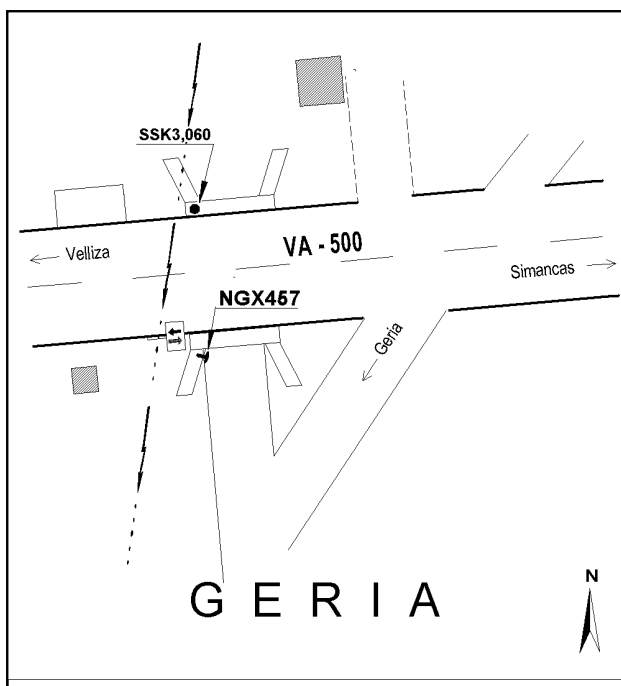 SSK3,060
VA - 500
Velliza
Simancas
NGX457
Geria
G E R I A
N